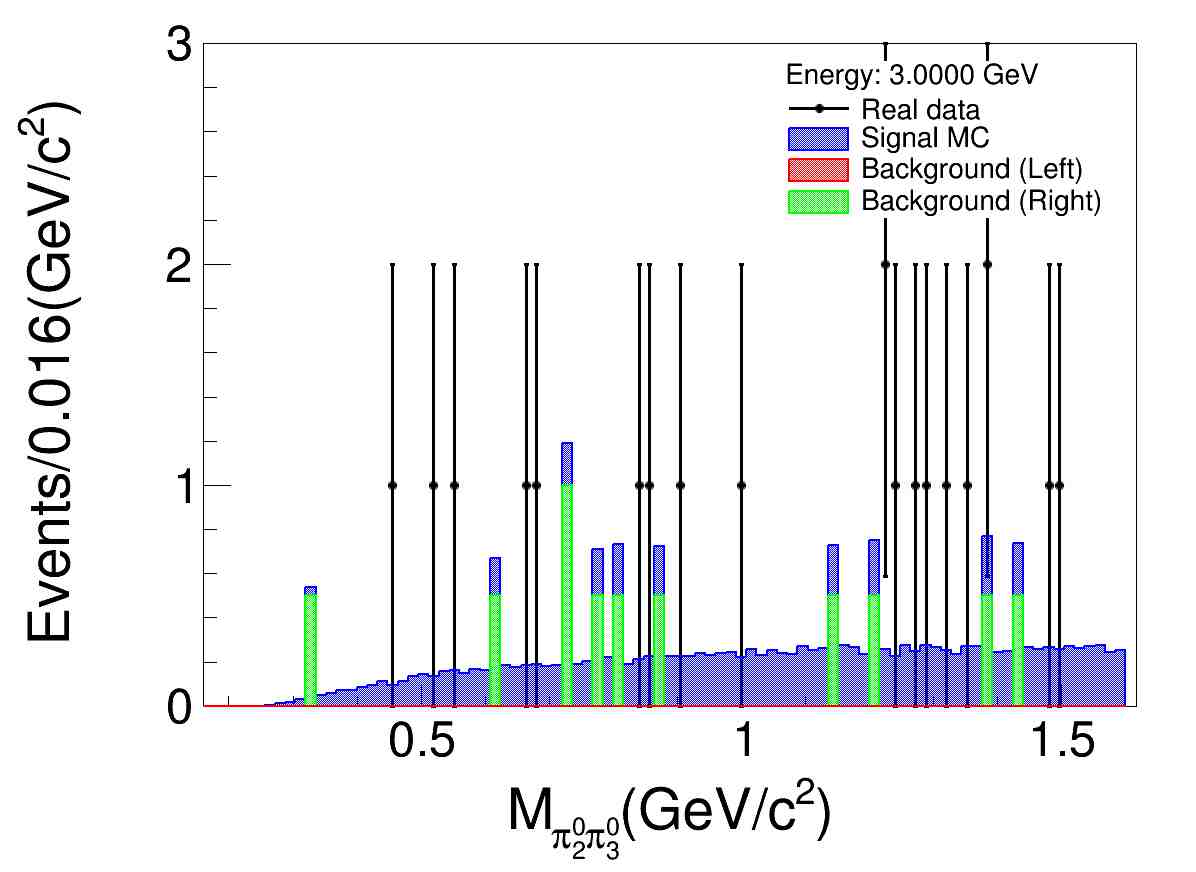 Events/0.016(GeV/c²)
3
2
1
0
Energy: 3.0000 GeV
Real data
Signal MC
Background (Left)
Background (Right)
0.5 1 1.5
M_{π⁰₂π⁰₃}(GeV/c²)